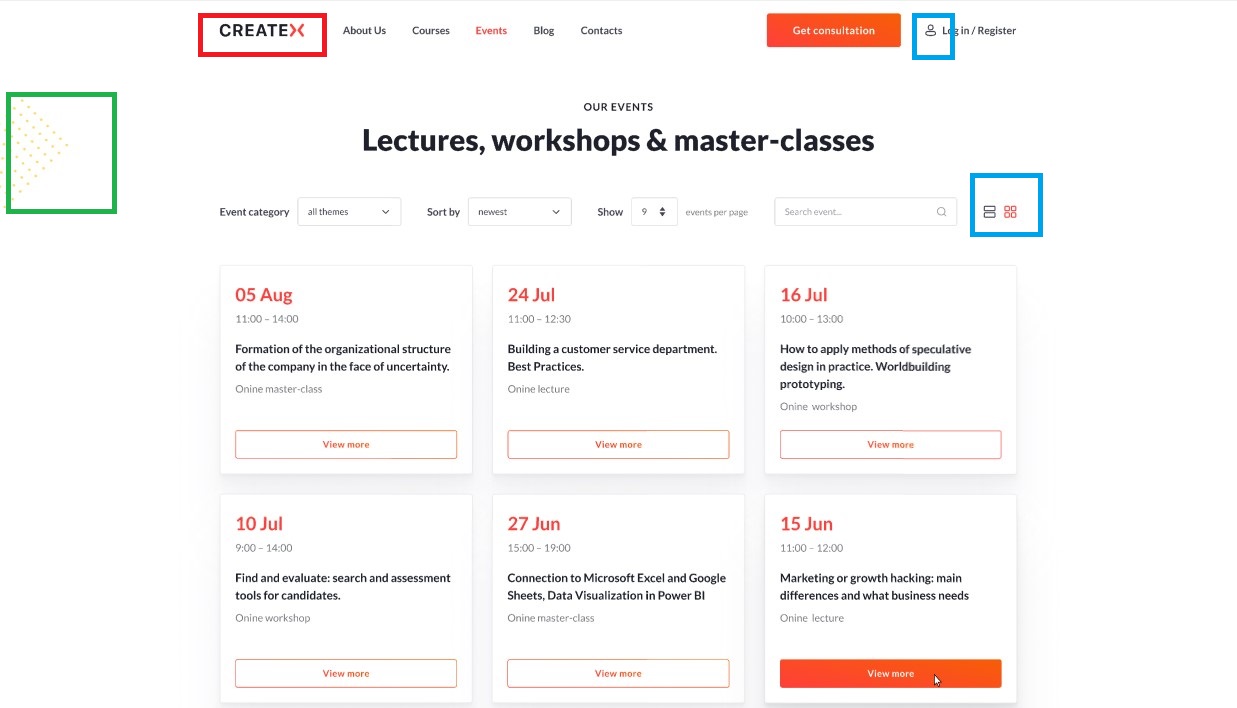 CREATEX About Us Courses Events Blog Contacts Get consultation Log in / Register
OUR EVENTS
Lectures, workshops & master-classes
Event category all themes Sort by newest Show 9 events per page Search event...
05 Aug
11:00 – 14:00
Formation of the organizational structure
of the company in the face of uncertainty.
Onine master-class
View more
24 Jul
11:00 – 12:30
Building a customer service department.
Best Practices.
Onine lecture
View more
16 Jul
10:00 – 13:00
How to apply methods of speculative
design in practice. Worldbuilding
prototyping.
Onine workshop
View more
10 Jul
9:00 – 14:00
Find and evaluate: search and assessment
tools for candidates.
Onine workshop
View more
27 Jun
15:00 – 19:00
Connection to Microsoft Excel and Google
Sheets, Data Visualization in Power BI
Onine master-class
View more
15 Jun
11:00 – 12:00
Marketing or growth hacking: main
differences and what business needs
Onine lecture
View more